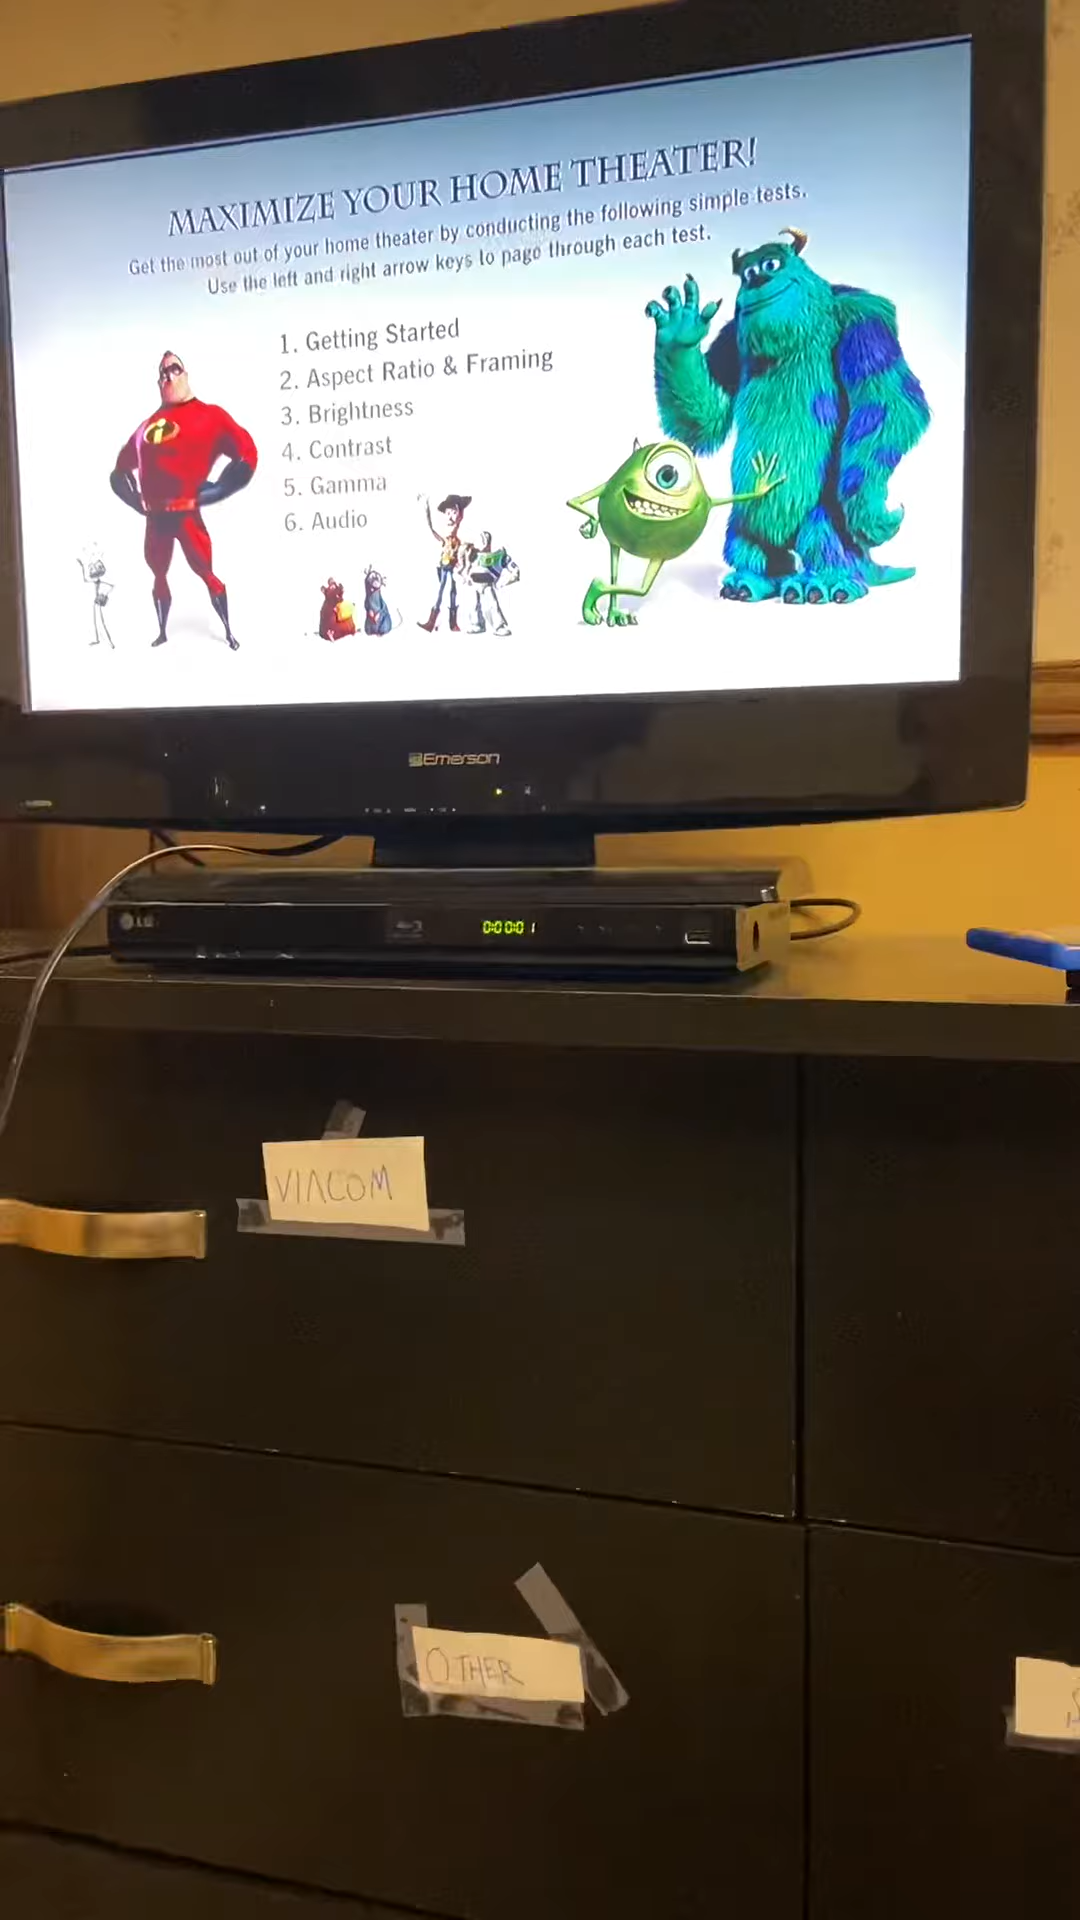 MAXIMIZE YOUR HOME THEATER!
Get the most out of your home theater by conducting the following simple tests.
Use the left and right arrow keys to page through each test.
1. Getting Started
2. Aspect Ratio & Framing
3. Brightness
4. Contrast
5. Gamma
6. Audio
Emerson
LG
0:00:01
VIACOM
OTHER